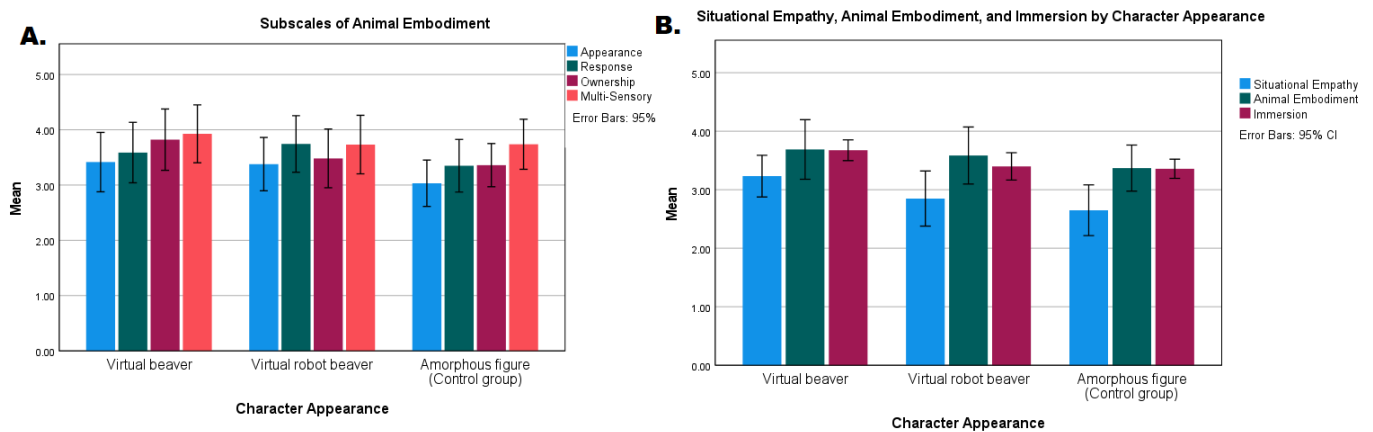 A.
Subscales of Animal Embodiment
Appearance
Response
Ownership
Multi-Sensory
Error Bars: 95%
5.00
4.00
3.00
2.00
1.00
0.00
Mean
Virtual beaver
Virtual robot beaver
Amorphous figure
(Control group)
Character Appearance
B.
Situational Empathy, Animal Embodiment, and Immersion by Character Appearance
Situational Empathy
Animal Embodiment
Immersion
Error Bars: 95% CI
5.00
4.00
3.00
2.00
1.00
0.00
Mean
Virtual beaver
Virtual robot beaver
Amorphous figure
(Control group)
Character Appearance